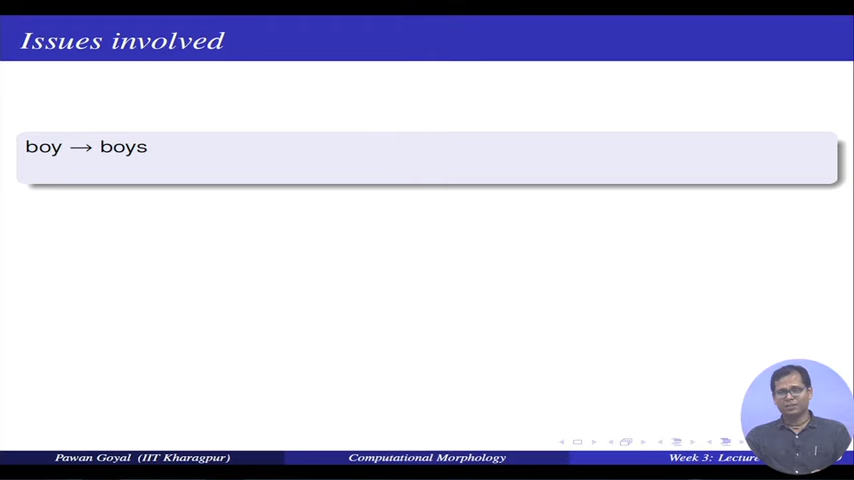 Issues involved
boy → boys
Pawan Goyal (IIT Kharagpur)
Computational Morphology
Week 3: Lecture